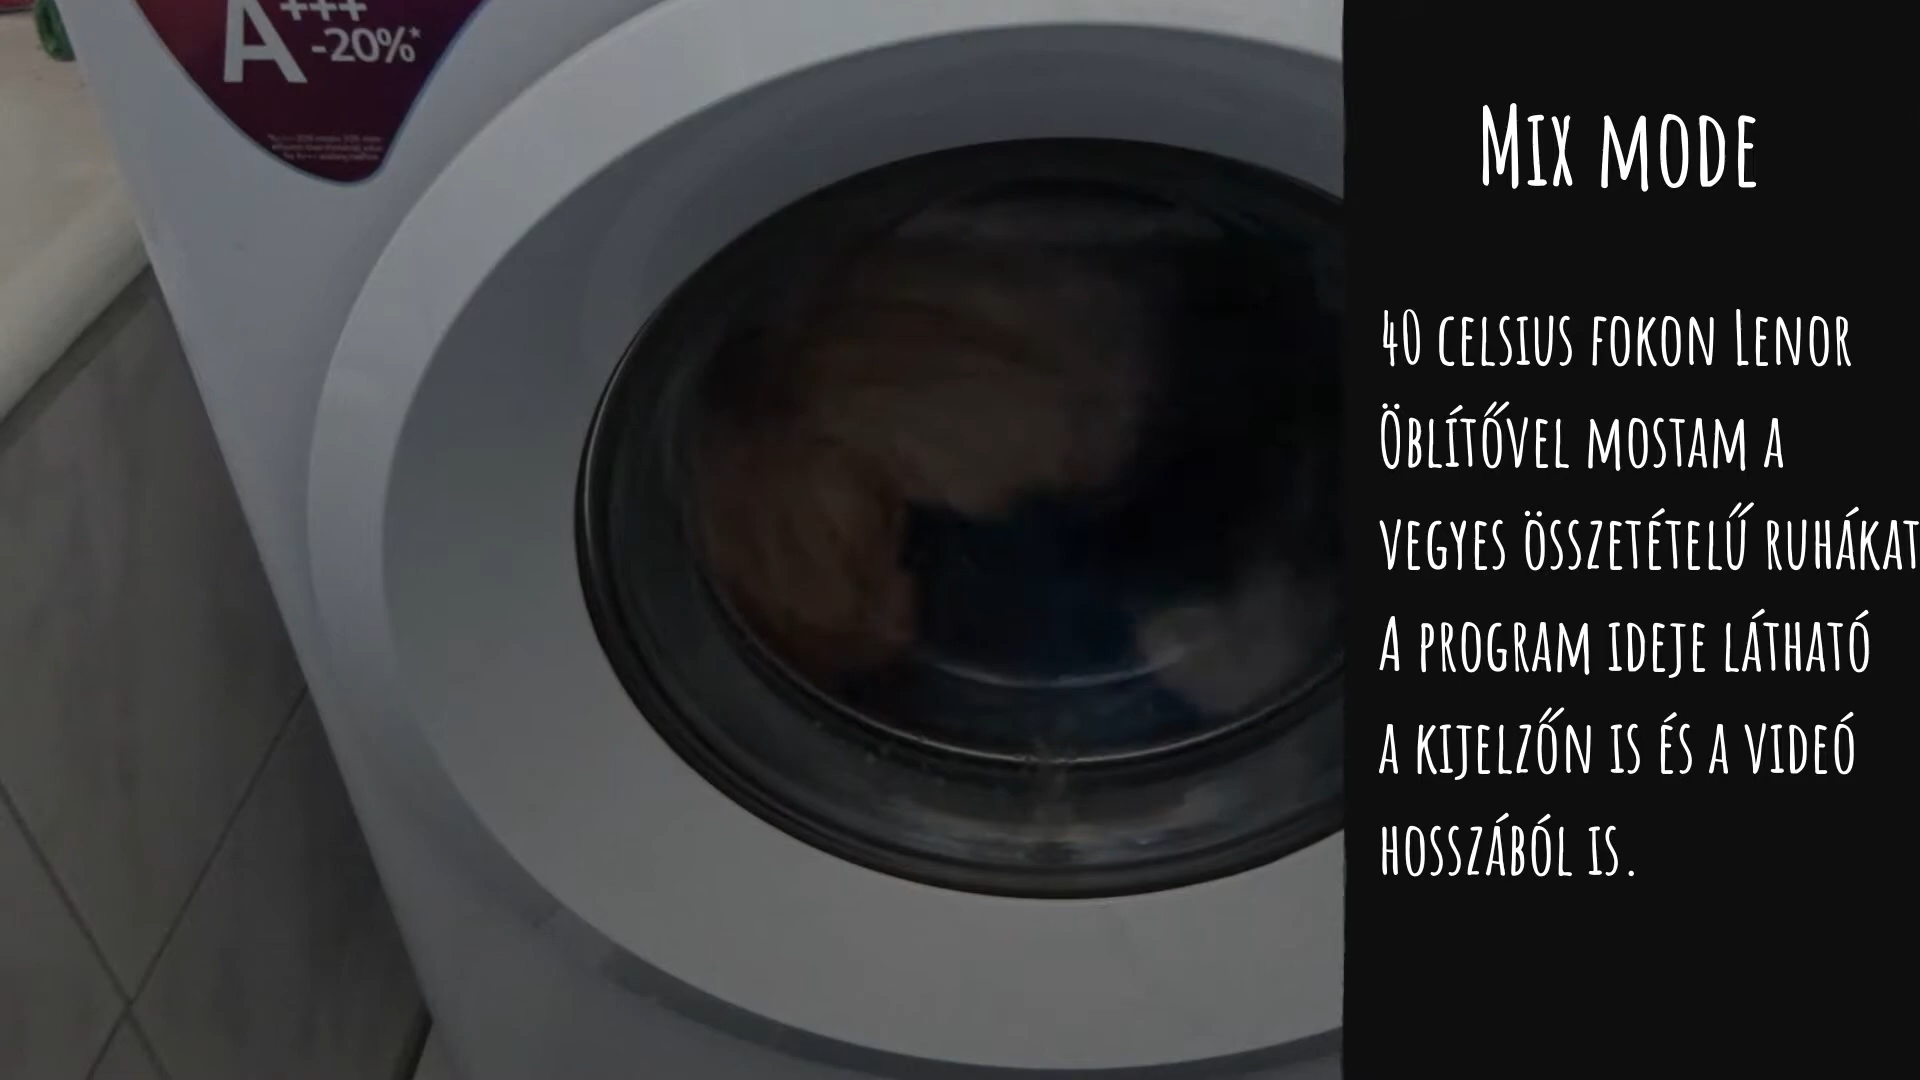 A+++
-20%*
Mix mode
40 celsius fokon Lenor
Öblítővel mostam a
vegyes összetételű ruhákat
A program ideje látható
a kijelzőn is és a videó
hosszából is.